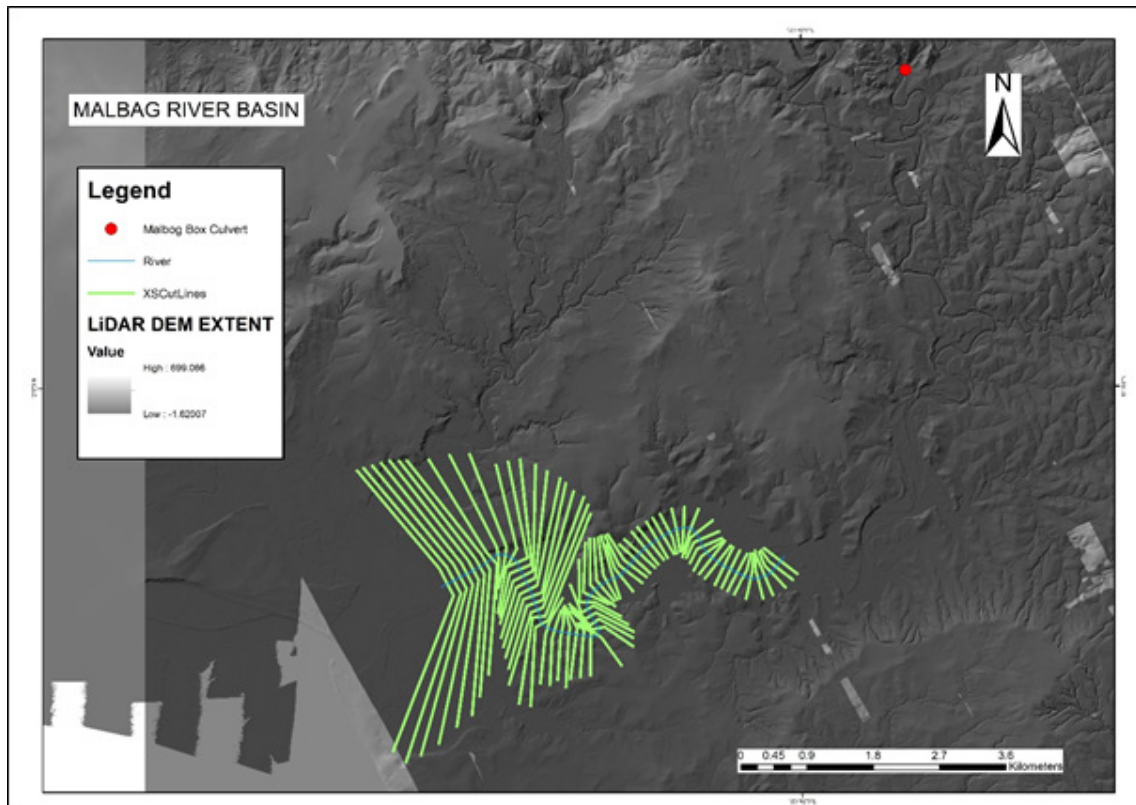 MALBAG RIVER BASIN
N
Legend
Malbog Box Culvert
River
XSCutLines
LiDAR DEM EXTENT
Value
High : 699.066
Low : -1.62007
0 0.45 0.9 1.8 2.7 3.6
Kilometers